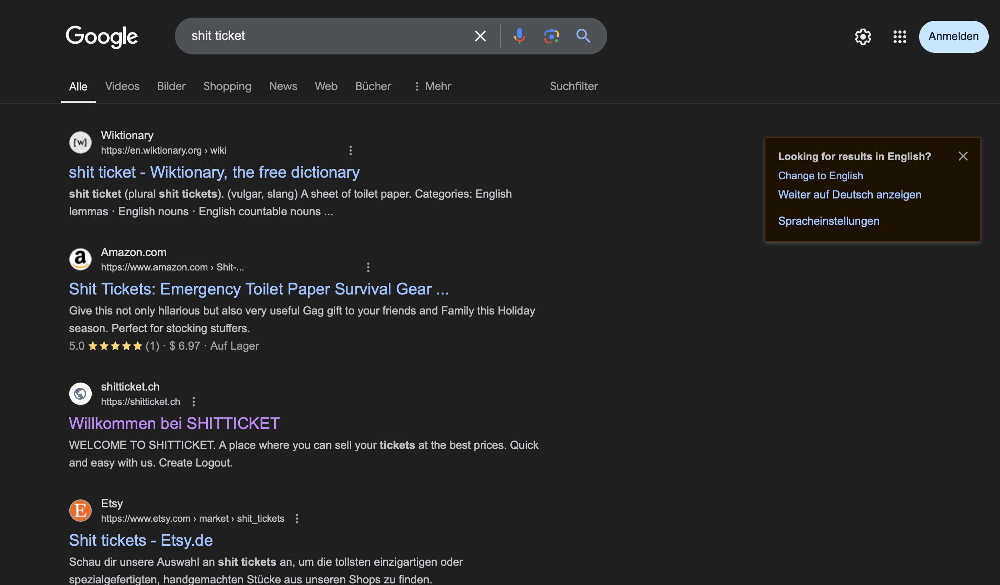 Google
shit ticket
Anmelden
Alle Videos Bilder Shopping News Web Bücher Mehr Suchfilter
[w]
Wiktionary
https://en.wiktionary.org › wiki
shit ticket - Wiktionary, the free dictionary
shit ticket (plural shit tickets). (vulgar, slang) A sheet of toilet paper. Categories: English
lemmas · English nouns · English countable nouns ...
Looking for results in English?
Change to English
Weiter auf Deutsch anzeigen
Spracheinstellungen
a
Amazon.com
https://www.amazon.com › Shit-...
Shit Tickets: Emergency Toilet Paper Survival Gear ...
Give this not only hilarious but also very useful Gag gift to your friends and Family this Holiday
season. Perfect for stocking stuffers.
5.0 ★★★★★ (1) · $ 6.97 · Auf Lager
shitticket.ch
https://shitticket.ch
Willkommen bei SHITTICKET
WELCOME TO SHITTICKET. A place where you can sell your tickets at the best prices. Quick
and easy with us. Create Logout.
E
Etsy
https://www.etsy.com › market › shit_tickets
Shit tickets - Etsy.de
Schau dir unsere Auswahl an shit tickets an, um die tollsten einzigartigen oder
spezialgefertigten, handgemachten Stücke aus unseren Shops zu finden.